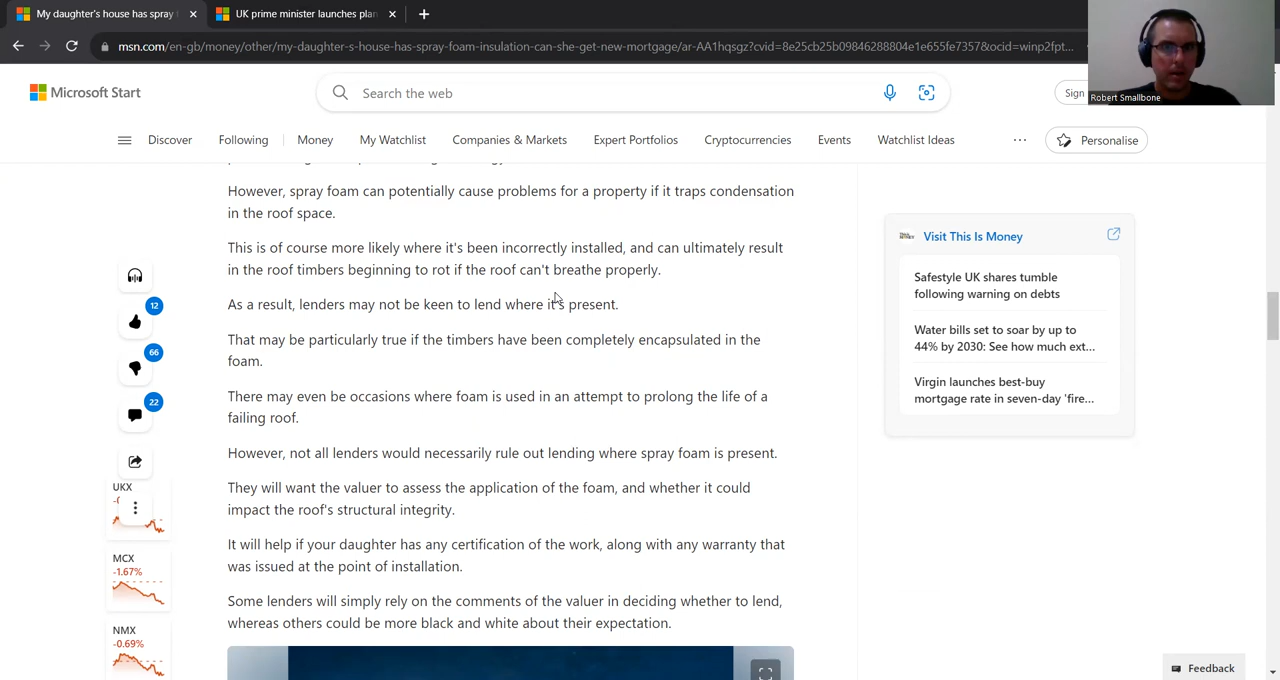 My daughter's house has spray
UK prime minister launches plan
msn.com/en-gb/money/other/my-daughter-s-house-has-spray-foam-insulation-can-she-get-new-mortgage/ar-AA1hqsgz?cvid=8e25cb25b09846288804e1e655fe7357&ocid=winp2fpt...
Robert Smallbone
Microsoft Start
Search the web
Sign
Discover
Following
Money
My Watchlist
Companies & Markets
Expert Portfolios
Cryptocurrencies
Events
Watchlist Ideas
...
Personalise
However, spray foam can potentially cause problems for a property if it traps condensation
in the roof space.
This is of course more likely where it's been incorrectly installed, and can ultimately result
in the roof timbers beginning to rot if the roof can't breathe properly.
As a result, lenders may not be keen to lend where it's present.
That may be particularly true if the timbers have been completely encapsulated in the
foam.
There may even be occasions where foam is used in an attempt to prolong the life of a
failing roof.
However, not all lenders would necessarily rule out lending where spray foam is present.
They will want the valuer to assess the application of the foam, and whether it could
impact the roof's structural integrity.
It will help if your daughter has any certification of the work, along with any warranty that
was issued at the point of installation.
Some lenders will simply rely on the comments of the valuer in deciding whether to lend,
whereas others could be more black and white about their expectation.
12
66
22
UKX
MCX
-1.67%
NMX
-0.69%
Visit This Is Money
Safestyle UK shares tumble
following warning on debts
Water bills set to soar by up to
44% by 2030: See how much ext...
Virgin launches best-buy
mortgage rate in seven-day 'fire...
Feedback